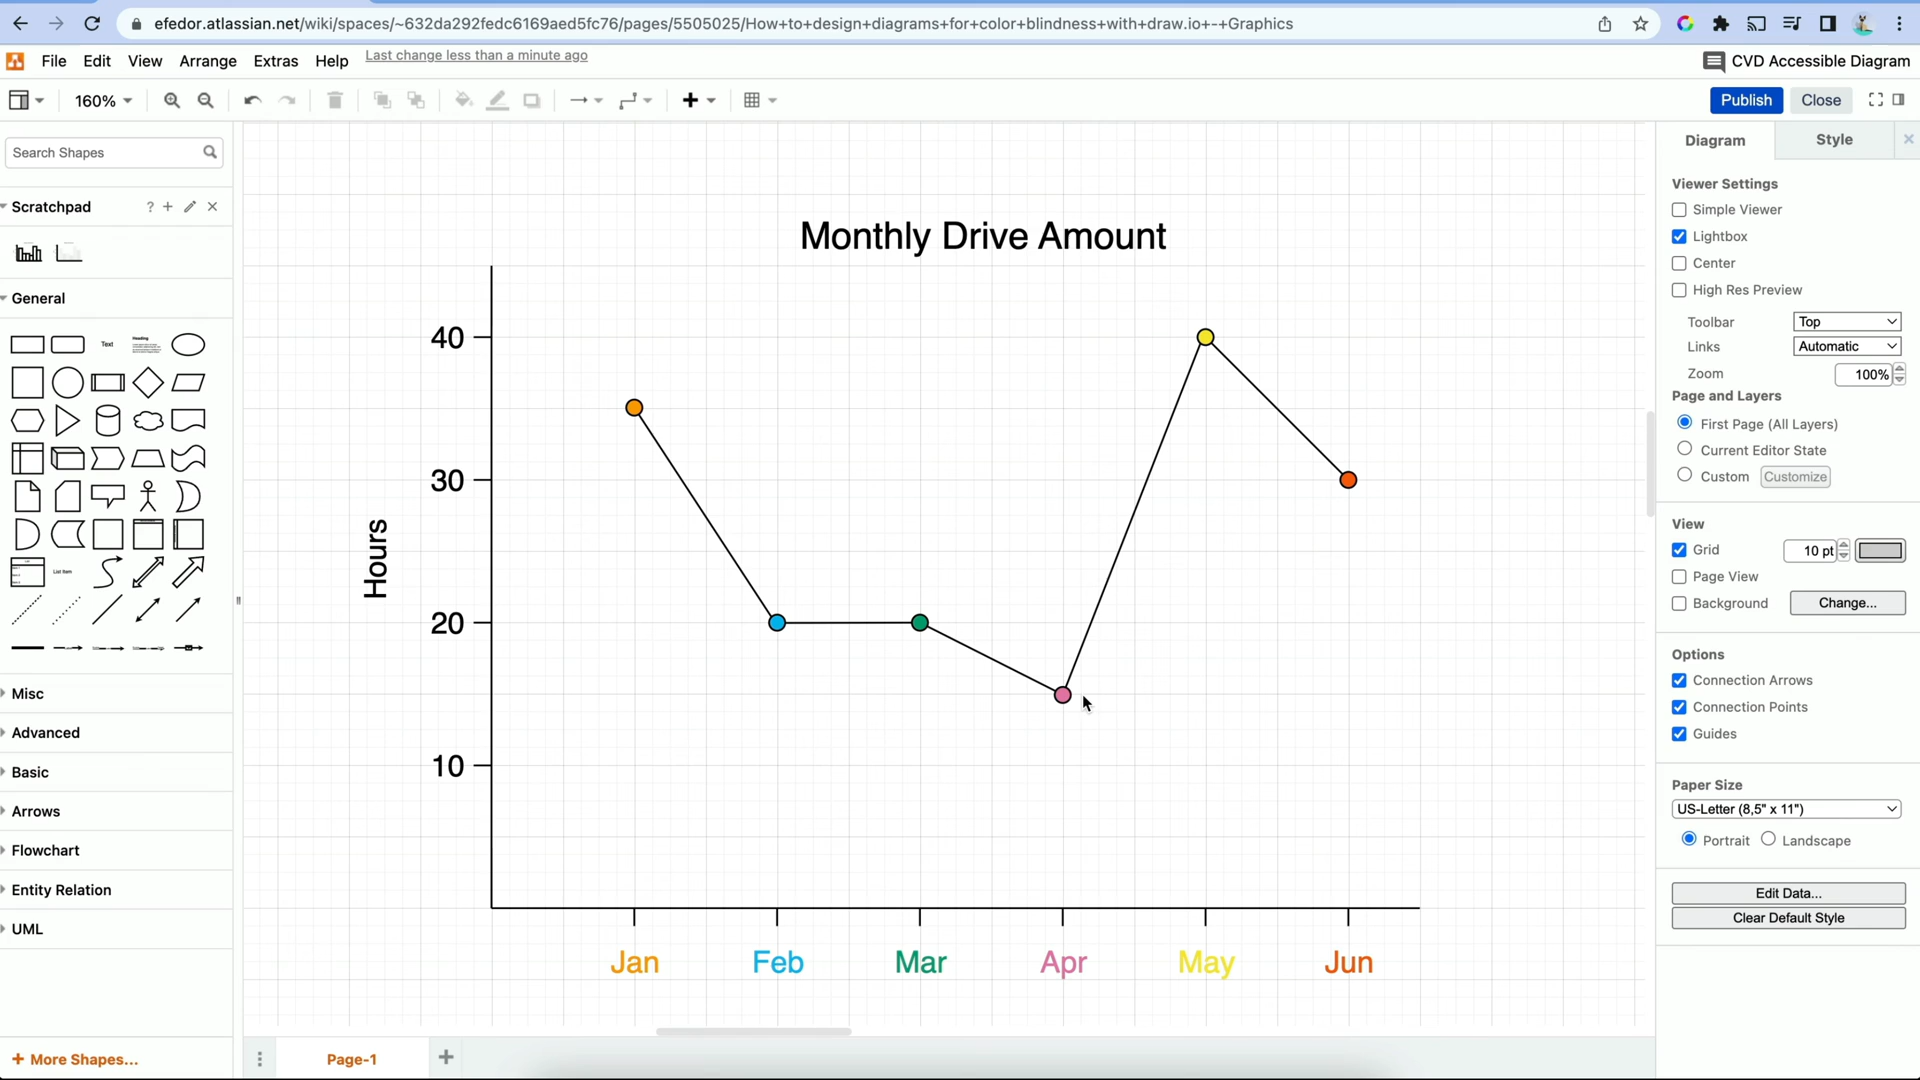 efedor.atlassian.net/wiki/spaces/~632da292fedc6169aed5fc76/pages/5505025/How+to+design+diagrams+for+color+blindness+with+draw.io+-+Graphics
File Edit View Arrange Extras Help Last change less than a minute ago
CVD Accessible Diagram
160%
Publish Close
Search Shapes
Scratchpad
?
General
Text
Heading
List Item
Misc
Advanced
Basic
Arrows
Flowchart
Entity Relation
UML
+ More Shapes...
Monthly Drive Amount
Hours
40
30
20
10
Jan Feb Mar Apr May Jun
Page-1
Diagram Style
Viewer Settings
Simple Viewer
Lightbox
Center
High Res Preview
Toolbar Top
Links Automatic
Zoom 100%
Page and Layers
First Page (All Layers)
Current Editor State
Custom Customize
View
Grid 10 pt
Page View
Background Change...
Options
Connection Arrows
Connection Points
Guides
Paper Size
US-Letter (8,5" x 11")
Portrait Landscape
Edit Data...
Clear Default Style